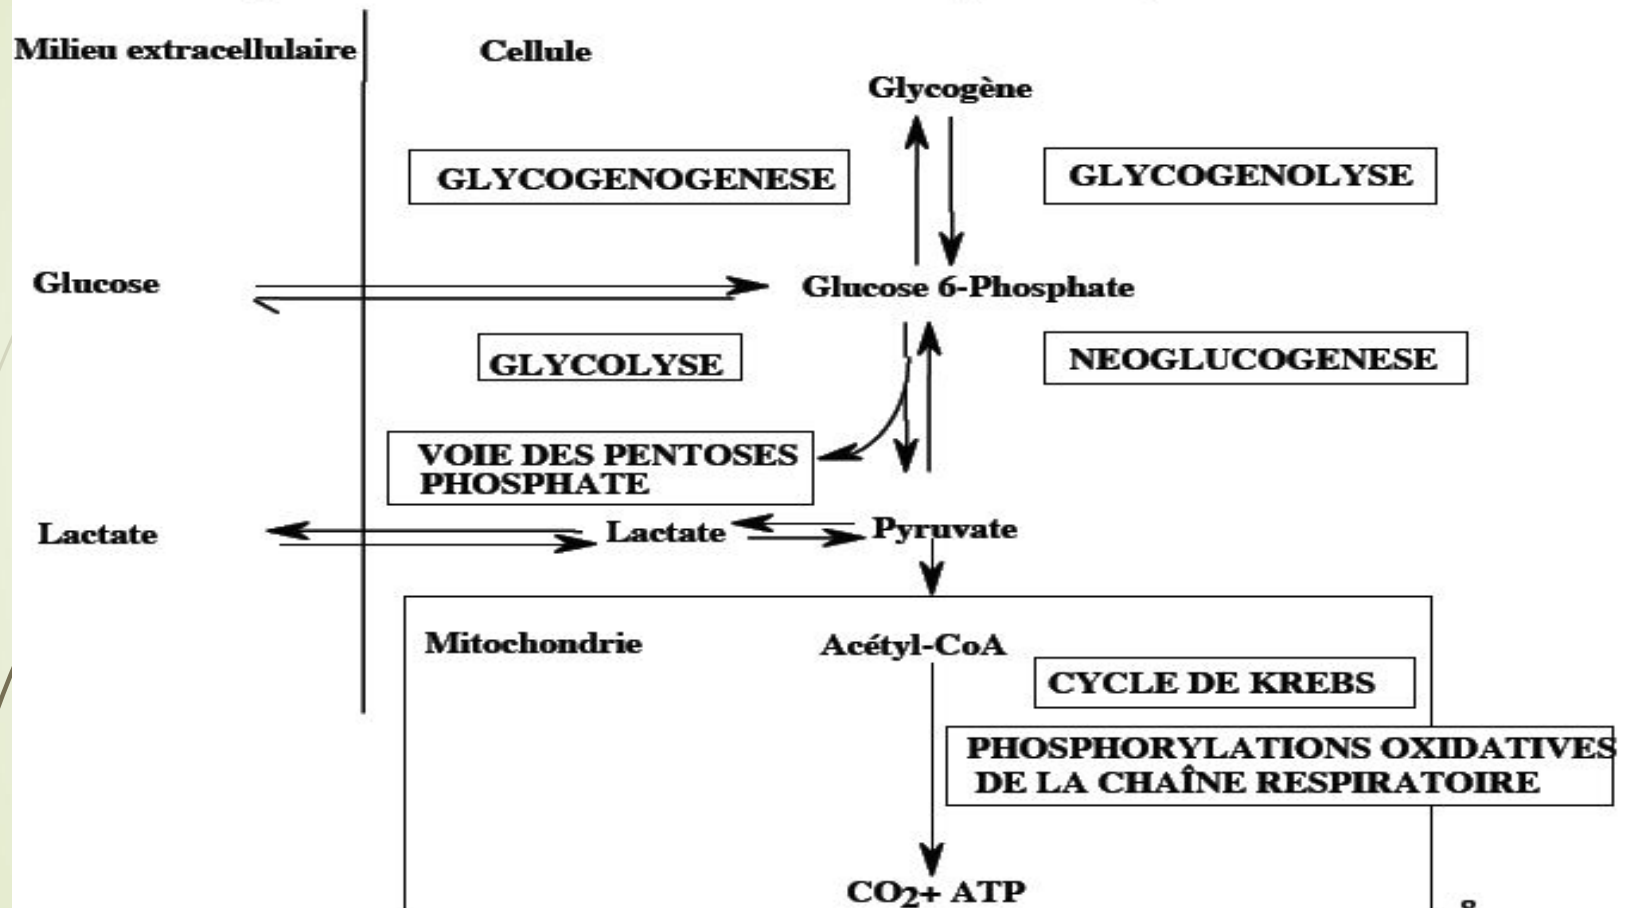 Milieu extracellulaire
Cellule
Glycogène
GLYCOGENOGENESE
GLYCOGENOLYSE
Glucose
Glucose 6-Phosphate
GLYCOLYSE
NEOGLUCOGENESE
VOIE DES PENTOSES
PHOSPHATE
Lactate
Lactate
Pyruvate
Mitochondrie
Acétyl-CoA
CYCLE DE KREBS
PHOSPHORYLATIONS OXIDATIVES
DE LA CHAÎNE RESPIRATOIRE
CO2+ ATP